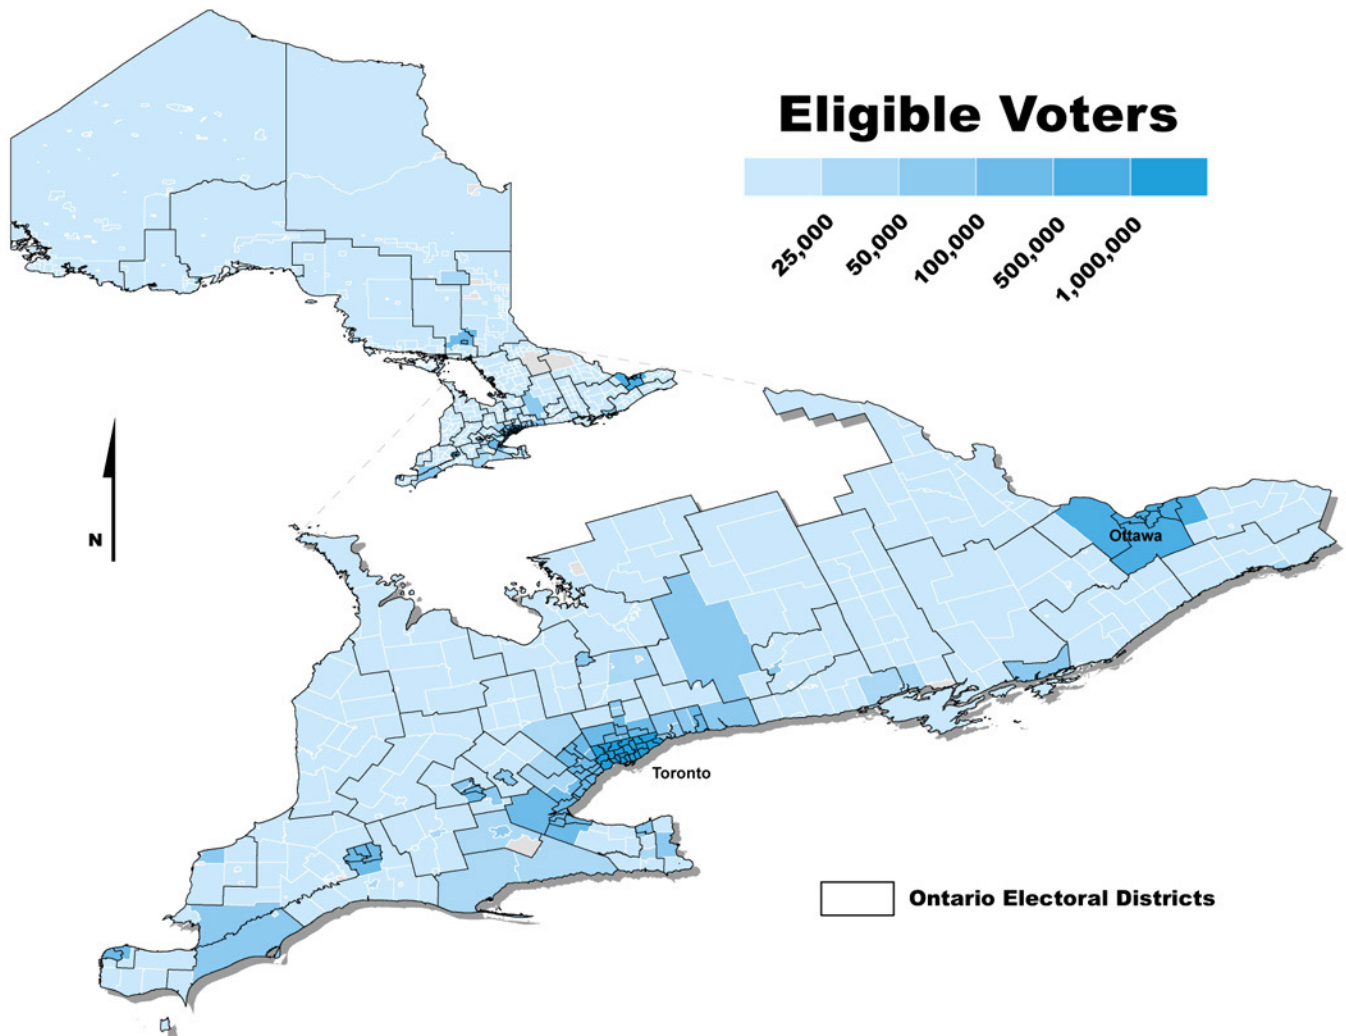 Eligible Voters
25,000
50,000
100,000
500,000
1,000,000
N
Ottawa
Toronto
Ontario Electoral Districts